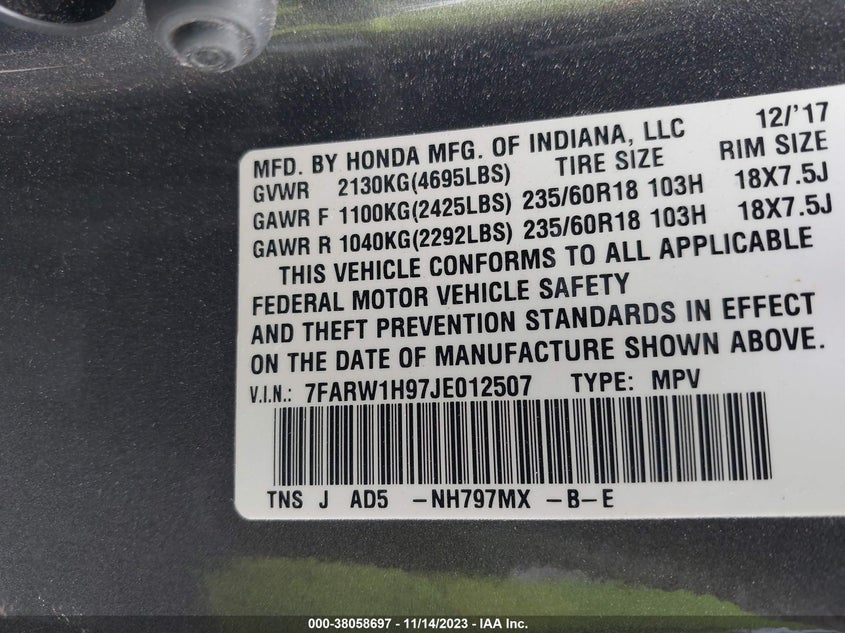 MFD. BY HONDA MFG. OF INDIANA, LLC 12/'17
GVWR 2130KG(4695LBS) TIRE SIZE RIM SIZE
GAWR F 1100KG(2425LBS) 235/60R18 103H 18X7.5J
GAWR R 1040KG(2292LBS) 235/60R18 103H 18X7.5J
THIS VEHICLE CONFORMS TO ALL APPLICABLE
FEDERAL MOTOR VEHICLE SAFETY
AND THEFT PREVENTION STANDARDS IN EFFECT
ON THE DATE OF MANUFACTURE SHOWN ABOVE.
V.I.N.: 7FARW1H97JE012507 TYPE: MPV
TNS J AD5 -NH797MX -B-E
000-38058697 - 11/14/2023 - IAA Inc.